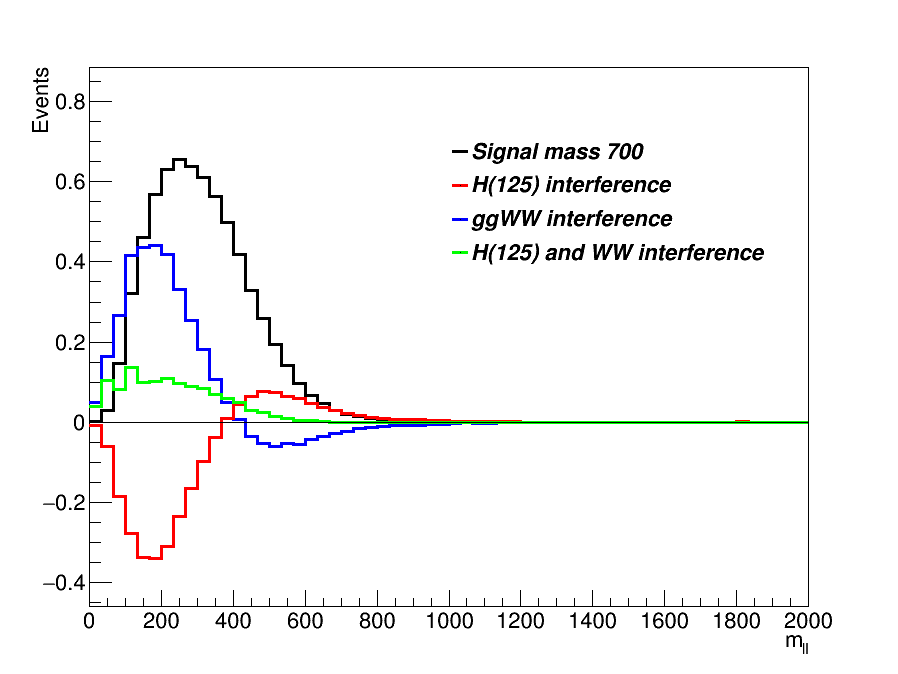 Events
0.8
0.6
0.4
0.2
0
−0.2
−0.4
Signal mass 700
H(125) interference
ggWW interference
H(125) and WW interference
0 200 400 600 800 1000 1200 1400 1600 1800 2000
m_ll